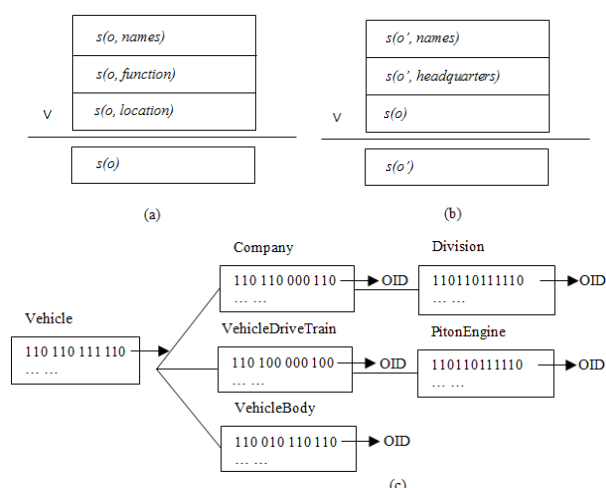 s(o, names)
s(o, function)
s(o, location)
∨
s(o)
(a)
s(o’, names)
s(o’, headquarters)
s(o)
∨
s(o’)
(b)
Company
110 110 000 110 OID
... ...
Division
110110111110 OID
... ...
Vehicle
110 110 111 110
... ...
VehicleDriveTrain
110 100 000 100 OID
... ...
PitonEngine
110110111110 OID
... ...
VehicleBody
110 010 110 110 OID
... ...
(c)